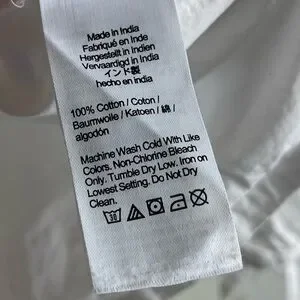 Made in India
Fabriqué en Inde
Hergestellt in Indien
Vervaardigd in India
インド製
hecho en india
100% Cotton / Coton /
Baumwolle / Katoen / 綿 /
algodón
Machine Wash Cold With Like
Colors. Non-Chlorine Bleach
Only. Tumble Dry Low. Iron on
Lowest Setting. Do Not Dry
Clean.
30